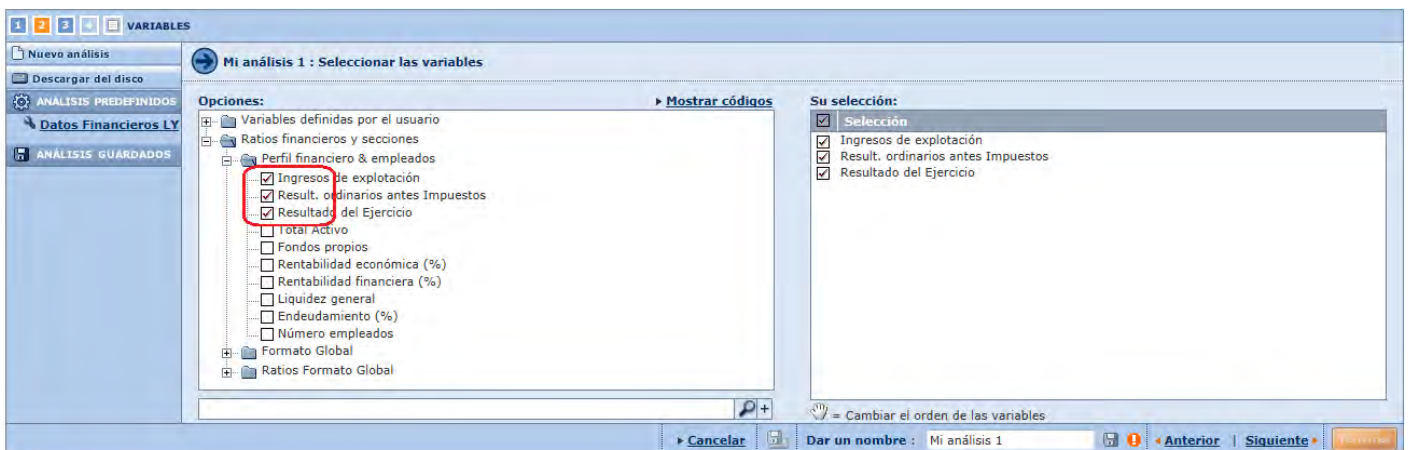 1 2 3 4 VARIABLES
Nuevo análisis
Descargar del disco
ANÁLISIS PREDEFINIDOS
Datos Financieros LY
ANÁLISIS GUARDADOS
Mi análisis 1 : Seleccionar las variables
Opciones:
Mostrar códigos
Variables definidas por el usuario
Ratios financieros y secciones
Perfil financiero & empleados
Ingresos de explotación
Result. ordinarios antes Impuestos
Resultado del Ejercicio
Total Activo
Fondos propios
Rentabilidad económica (%)
Rentabilidad financiera (%)
Liquidez general
Endeudamiento (%)
Número empleados
Formato Global
Ratios Formato Global
Su selección:
Selección
Ingresos de explotación
Result. ordinarios antes Impuestos
Resultado del Ejercicio
= Cambiar el orden de las variables
Cancelar
Dar un nombre : Mi análisis 1
Anterior | Siguiente